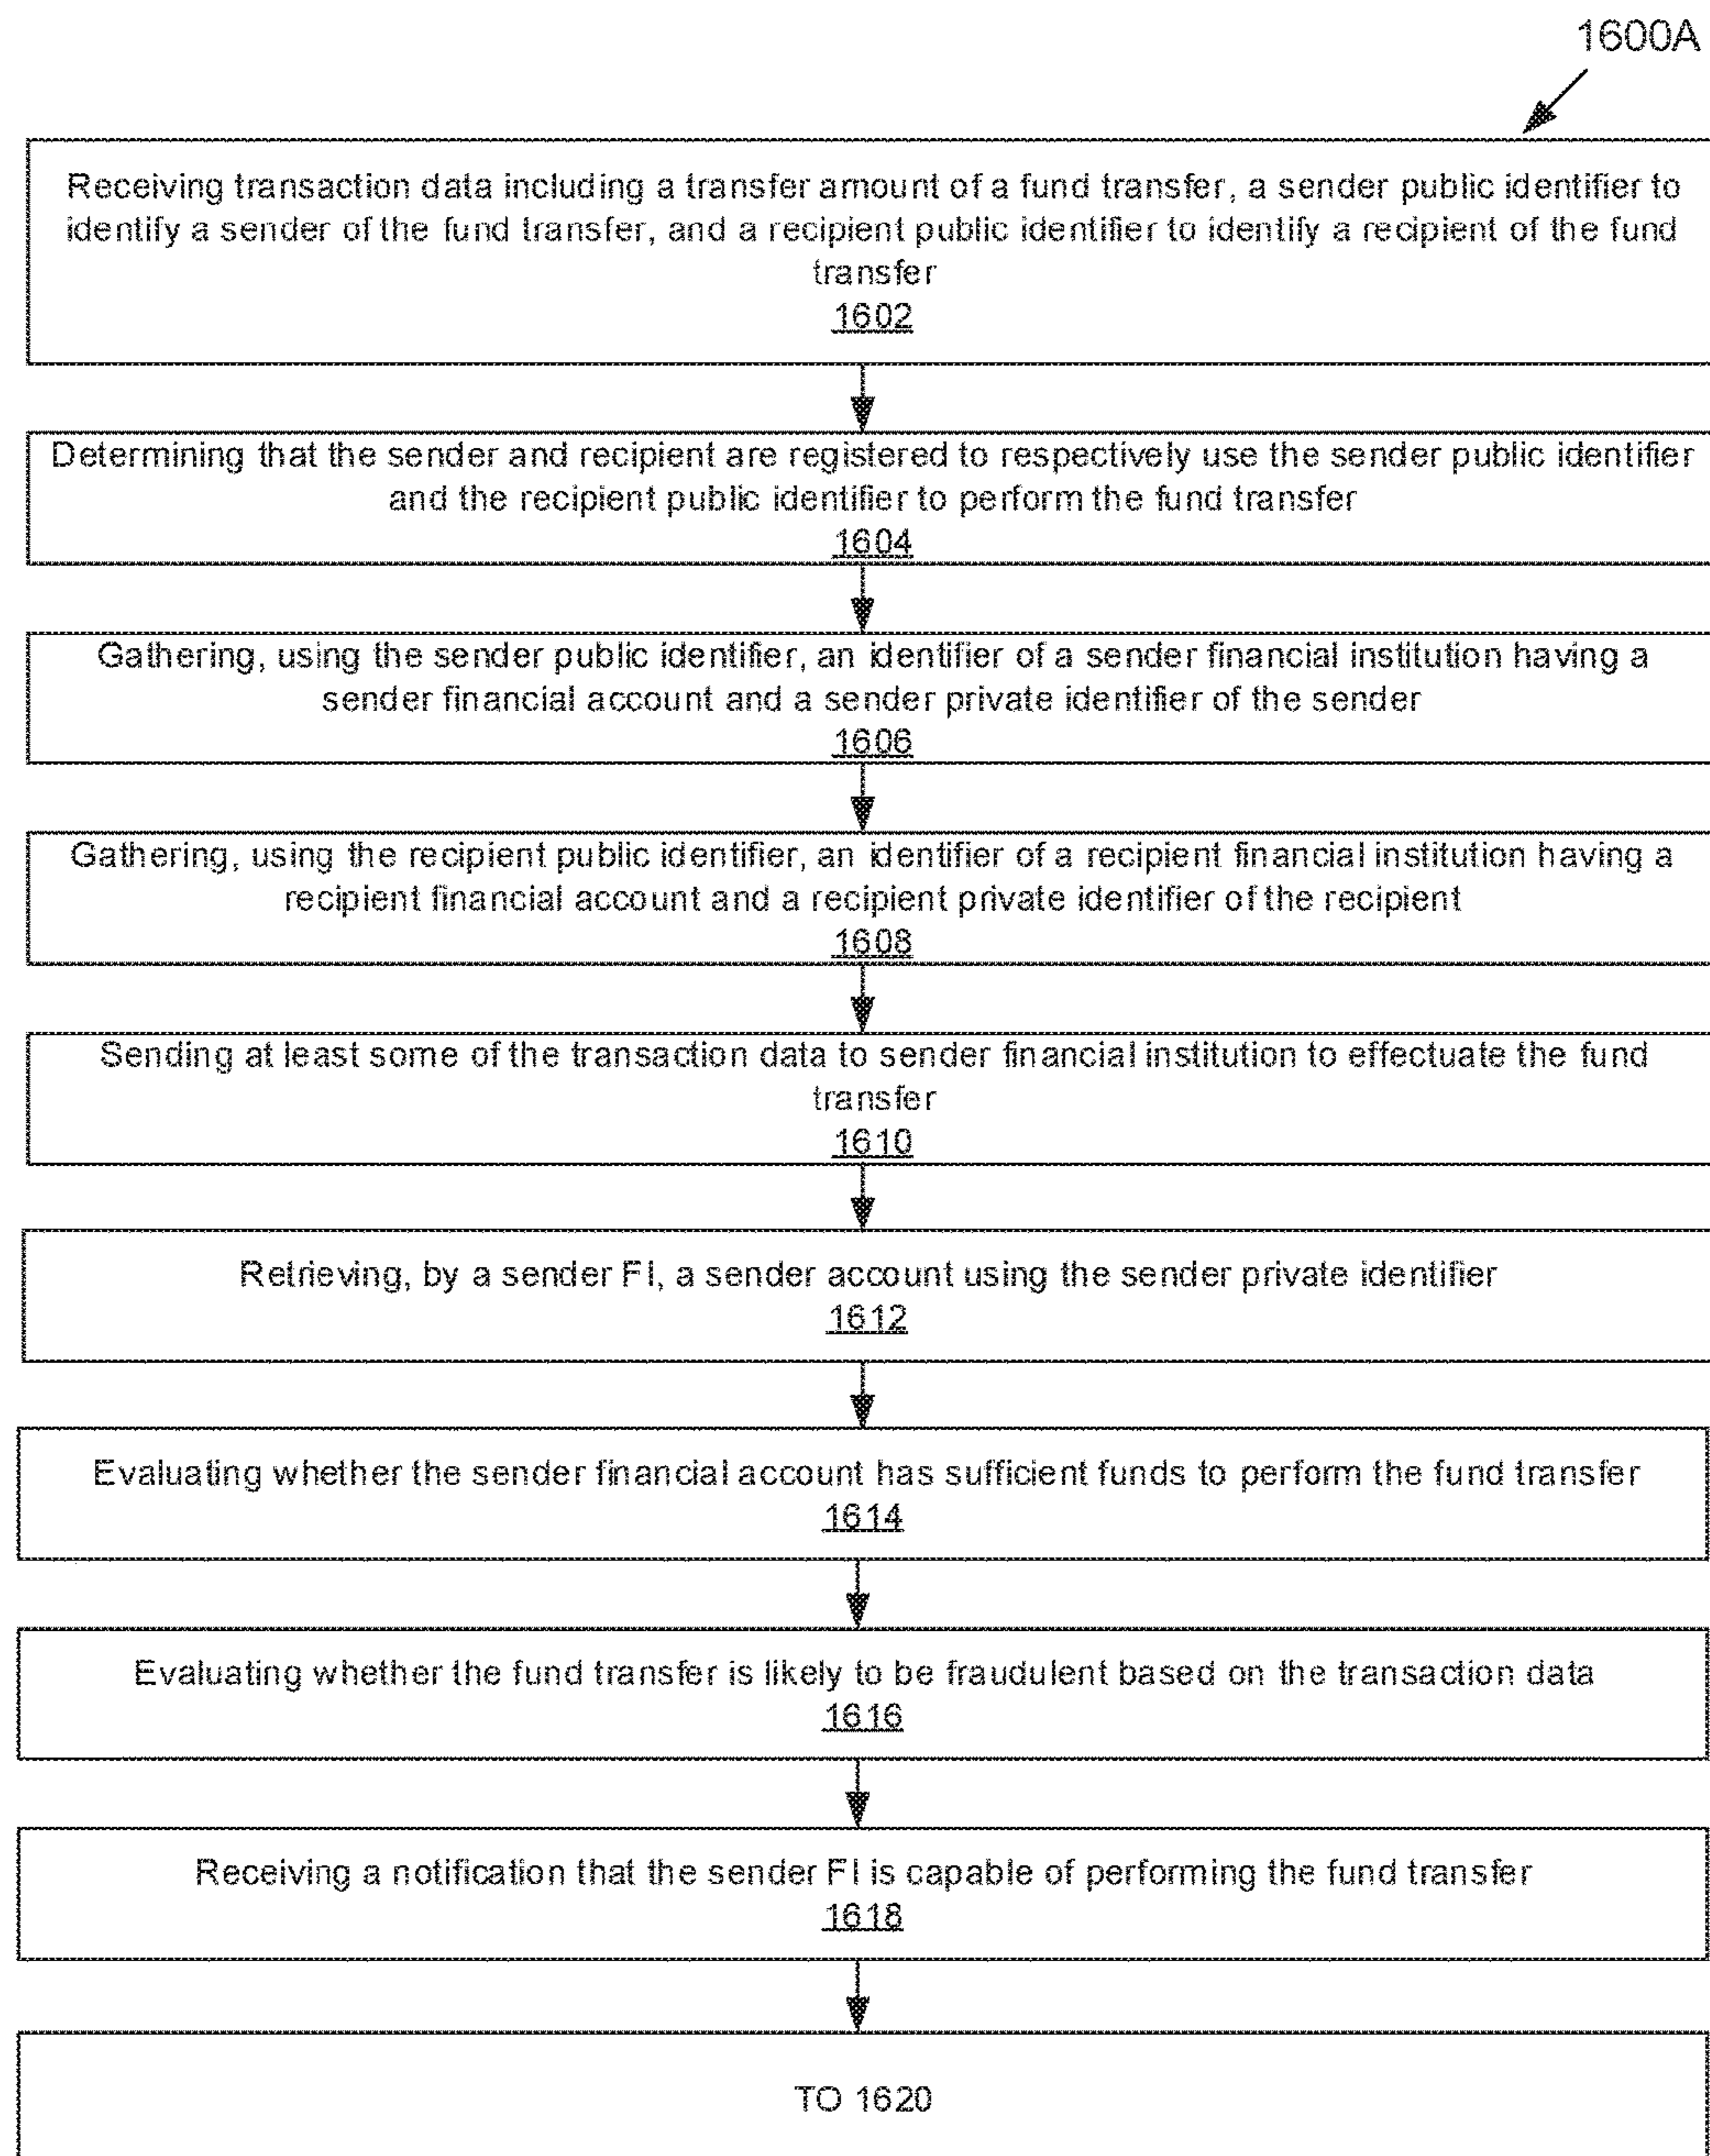 1600A
Receiving transaction data including a transfer amount of a fund transfer, a sender public identifier to
identify a sender of the fund transfer, and a recipient public identifier to identify a recipient of the fund
transfer
1602
Determining that the sender and recipient are registered to respectively use the sender public identifier
and the recipient public identifier to perform the fund transfer
1604
Gathering, using the sender public identifier, an identifier of a sender financial institution having a
sender financial account and a sender private identifier of the sender
1606
Gathering, using the recipient public identifier, an identifier of a recipient financial institution having a
recipient financial account and a recipient private identifier of the recipient
1608
Sending at least some of the transaction data to sender financial institution to effectuate the fund
transfer
1610
Retrieving, by a sender FI, a sender account using the sender private identifier
1612
Evaluating whether the sender financial account has sufficient funds to perform the fund transfer
1614
Evaluating whether the fund transfer is likely to be fraudulent based on the transaction data
1616
Receiving a notification that the sender FI is capable of performing the fund transfer
1618
TO 1620